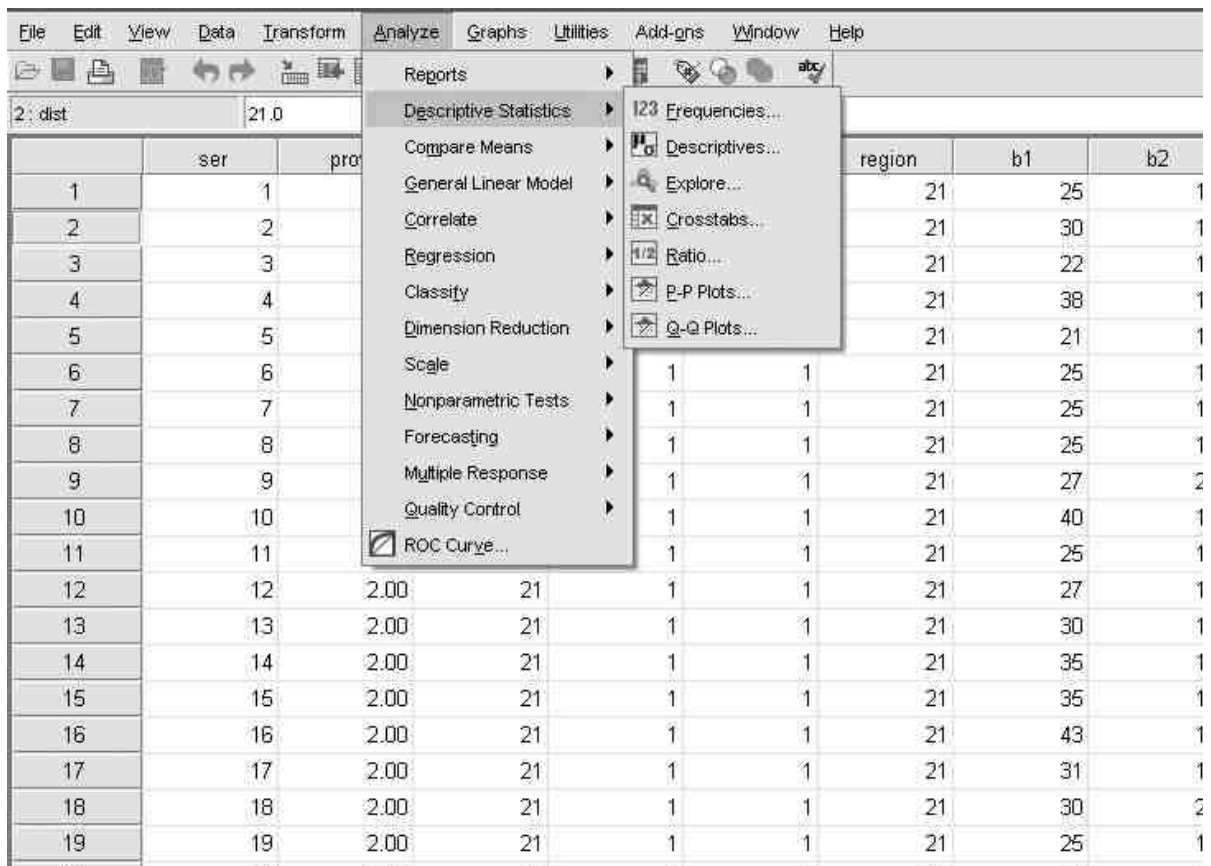 File Edit View Data Transform Analyze Graphs Utilities Add-ons Window Help
abc
2 : dist 21.0
Reports
Descriptive Statistics
Compare Means
General Linear Model
Correlate
Regression
Classify
Dimension Reduction
Scale
Nonparametric Tests
Forecasting
Multiple Response
Quality Control
ROC Curve...
123 Frequencies...
Descriptives...
Explore...
Crosstabs...
1/2 Ratio...
P-P Plots...
Q-Q Plots...
ser pro region b1 b2
1 1 21 25 1
2 2 21 30 1
3 3 21 22 1
4 4 21 38 1
5 5 21 21 1
6 6 1 1 21 25 1
7 7 1 1 21 25 1
8 8 1 1 21 25 1
9 9 1 1 21 27 2
10 10 1 1 21 40 1
11 11 1 1 21 25 1
12 12 2.00 21 1 1 21 27 1
13 13 2.00 21 1 1 21 30 1
14 14 2.00 21 1 1 21 35 1
15 15 2.00 21 1 1 21 35 1
16 16 2.00 21 1 1 21 43 1
17 17 2.00 21 1 1 21 31 1
18 18 2.00 21 1 1 21 30 2
19 19 2.00 21 1 1 21 25 1